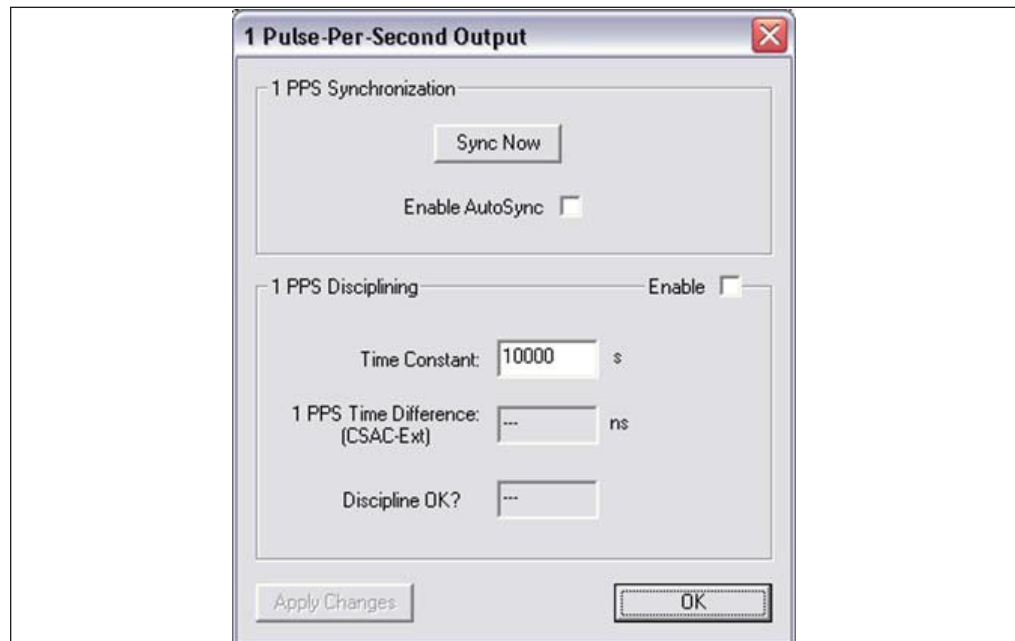 1 Pulse-Per-Second Output
1 PPS Synchronization
Sync Now
Enable AutoSync
1 PPS Disciplining
Enable
Time Constant: 10000 s
1 PPS Time Difference: --- ns
(CSAC-Ext)
Discipline OK? ---
Apply Changes
OK